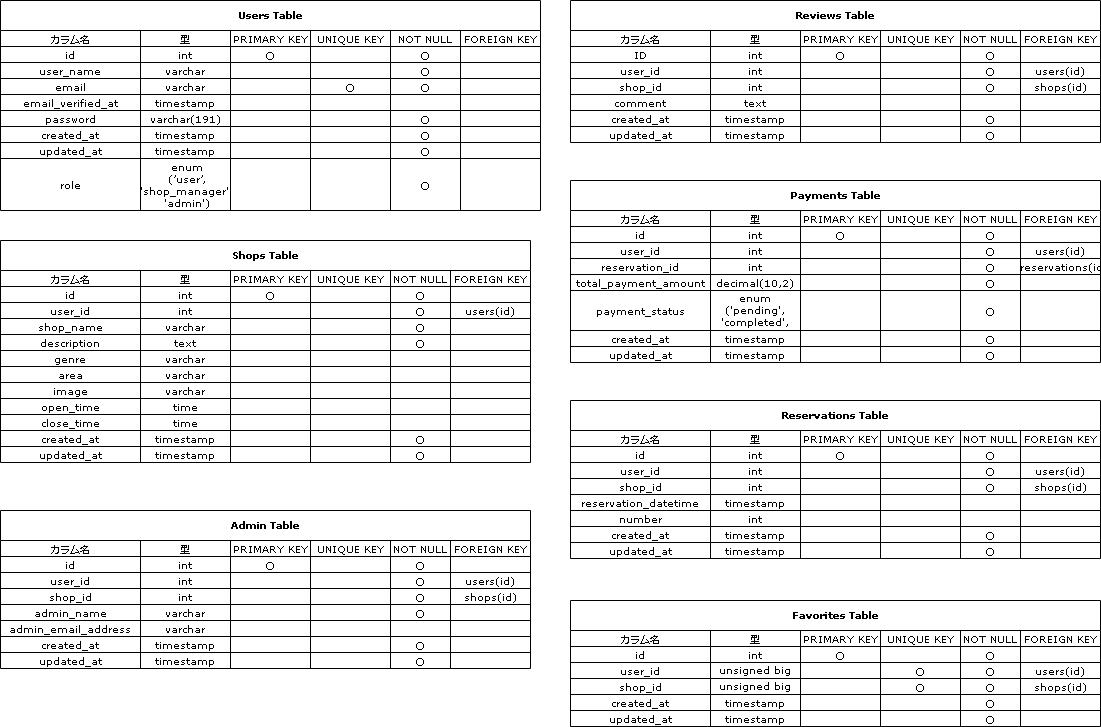 Users Table
カラム名 型 PRIMARY KEY UNIQUE KEY NOT NULL FOREIGN KEY
id int ○ ○
user_name varchar ○
email varchar ○ ○
email_verified_at timestamp
password varchar(191) ○
created_at timestamp ○
updated_at timestamp ○
role enum
('user',
'shop_manager'
'admin') ○
Shops Table
カラム名 型 PRIMARY KEY UNIQUE KEY NOT NULL FOREIGN KEY
id int ○ ○
user_id int ○ users(id)
shop_name varchar ○
description text ○
genre varchar
area varchar
image varchar
open_time time
close_time time
created_at timestamp ○
updated_at timestamp ○
Admin Table
カラム名 型 PRIMARY KEY UNIQUE KEY NOT NULL FOREIGN KEY
id int ○ ○
user_id int ○ users(id)
shop_id int ○ shops(id)
admin_name varchar ○
admin_email_address varchar
created_at timestamp ○
updated_at timestamp ○
Reviews Table
カラム名 型 PRIMARY KEY UNIQUE KEY NOT NULL FOREIGN KEY
ID int ○ ○
user_id int ○ users(id)
shop_id int ○ shops(id)
comment text
created_at timestamp ○
updated_at timestamp ○
Payments Table
カラム名 型 PRIMARY KEY UNIQUE KEY NOT NULL FOREIGN KEY
id int ○ ○
user_id int ○ users(id)
reservation_id int ○ reservations(id
total_payment_amount decimal(10,2) ○
payment_status enum
('pending',
'completed', ○
created_at timestamp ○
updated_at timestamp ○
Reservations Table
カラム名 型 PRIMARY KEY UNIQUE KEY NOT NULL FOREIGN KEY
id int ○ ○
user_id int ○ users(id)
shop_id int ○ shops(id)
reservation_datetime timestamp
number int
created_at timestamp ○
updated_at timestamp ○
Favorites Table
カラム名 型 PRIMARY KEY UNIQUE KEY NOT NULL FOREIGN KEY
id int ○ ○
user_id unsigned big ○ ○ users(id)
shop_id unsigned big ○ ○ shops(id)
created_at timestamp ○
updated_at timestamp ○